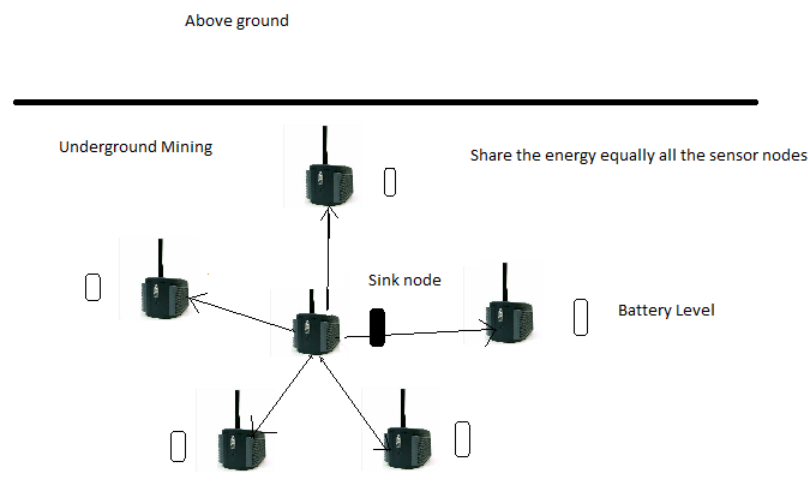 Above ground
Underground Mining
Share the energy equally all the sensor nodes
Sink node
Battery Level